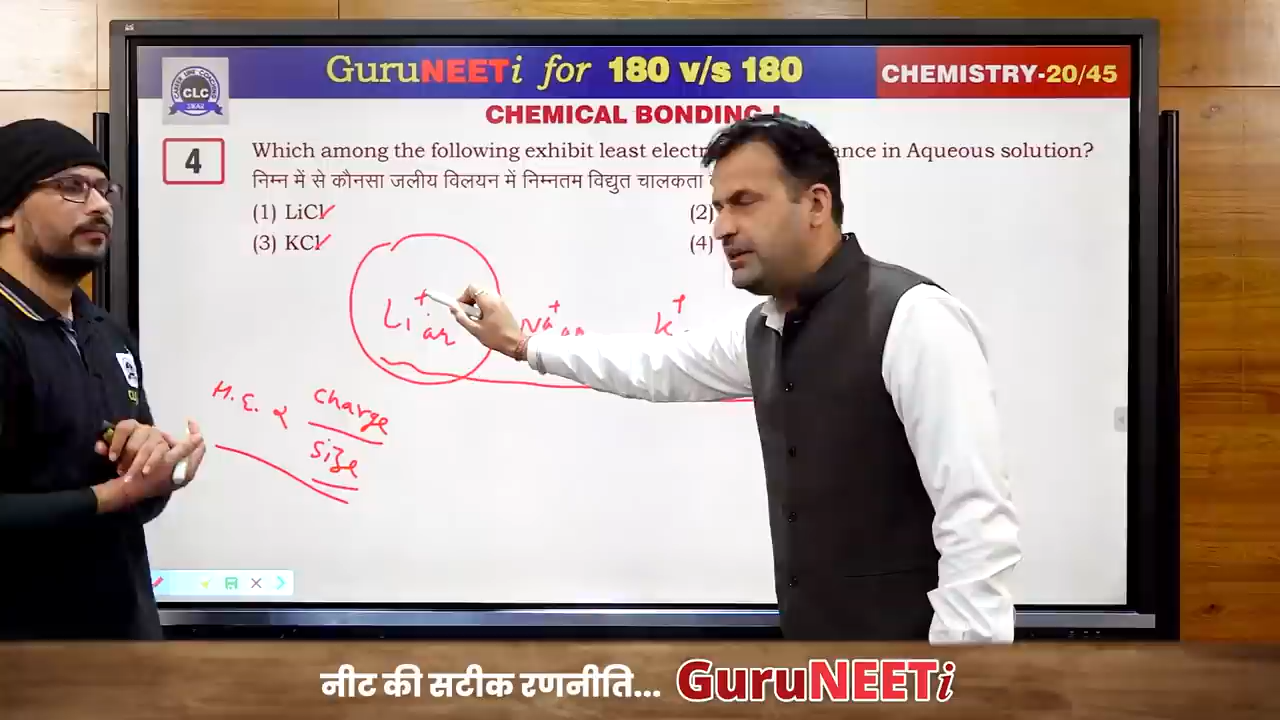 GuruNEETi for 180 v/s 180
CHEMISTRY-20/45
CLC
CHEMICAL BONDING-I
4
Which among the following exhibit least ance in Aqueous solution?
निम्न में से कौनसा जलीय विलयन में निम्नतम विद्युत चालकता
(1) LiCl
(2)
(3) KCl
(4)
Li+ aq Na+ aq K+
H.E. ∝ charge
size
नीट की सटीक रणनीति... GuruNEETi